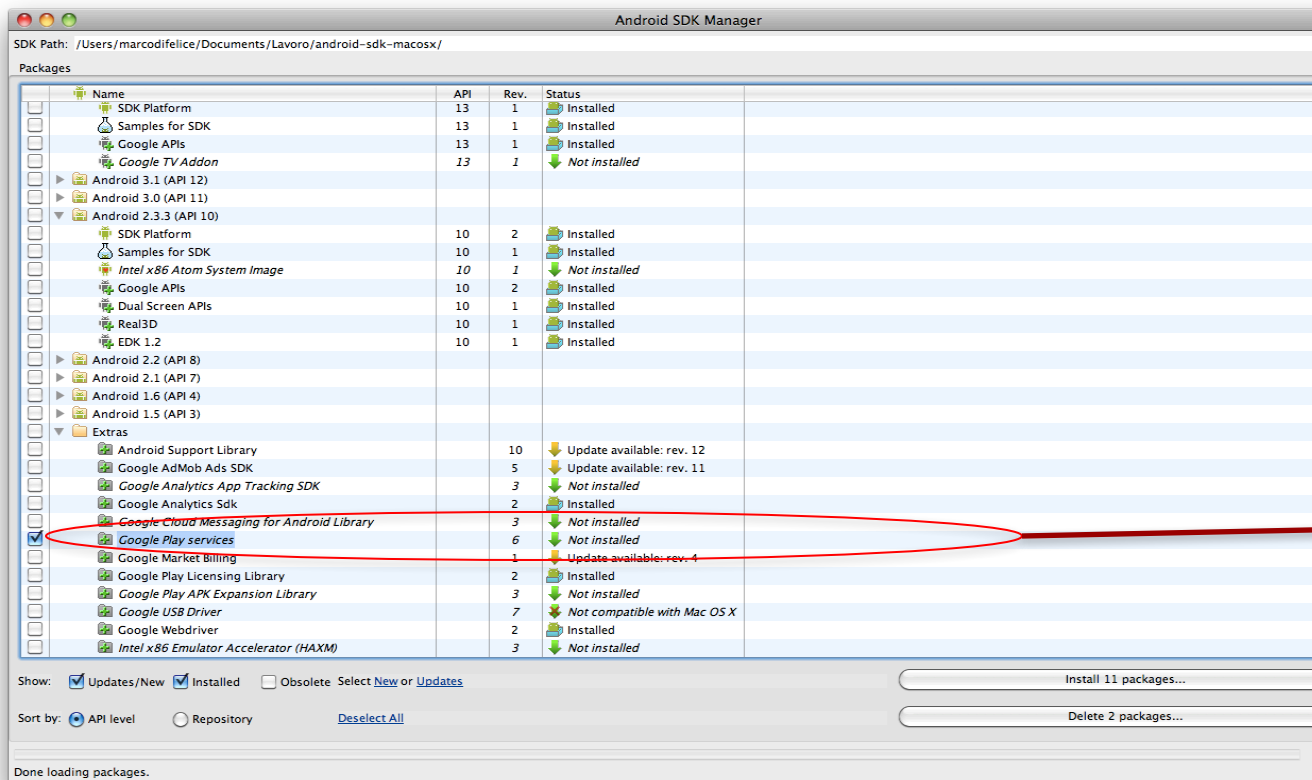 Android SDK Manager
SDK Path: /Users/marcodifelice/Documents/Lavoro/android-sdk-macosx/
Packages
Name API Rev. Status
SDK Platform 13 1 Installed
Samples for SDK 13 1 Installed
Google APIs 13 1 Installed
Google TV Addon 13 1 Not installed
Android 3.1 (API 12)
Android 3.0 (API 11)
Android 2.3.3 (API 10)
SDK Platform 10 2 Installed
Samples for SDK 10 1 Installed
Intel x86 Atom System Image 10 1 Not installed
Google APIs 10 2 Installed
Dual Screen APIs 10 1 Installed
Real3D 10 1 Installed
EDK 1.2 10 1 Installed
Android 2.2 (API 8)
Android 2.1 (API 7)
Android 1.6 (API 4)
Android 1.5 (API 3)
Extras
Android Support Library 10 Update available: rev. 12
Google AdMob Ads SDK 5 Update available: rev. 11
Google Analytics App Tracking SDK 3 Not installed
Google Analytics Sdk 2 Installed
Google Cloud Messaging for Android Library 3 Not installed
Google Play services 6 Not installed
Google Market Billing 1 Update available: rev. 4
Google Play Licensing Library 2 Installed
Google Play APK Expansion Library 3 Not installed
Google USB Driver 7 Not compatible with Mac OS X
Google Webdriver 2 Installed
Intel x86 Emulator Accelerator (HAXM) 3 Not installed
Show: Updates/New Installed Obsolete Select New or Updates Install 11 packages...
Sort by: API level Repository Deselect All Delete 2 packages...
Done loading packages.